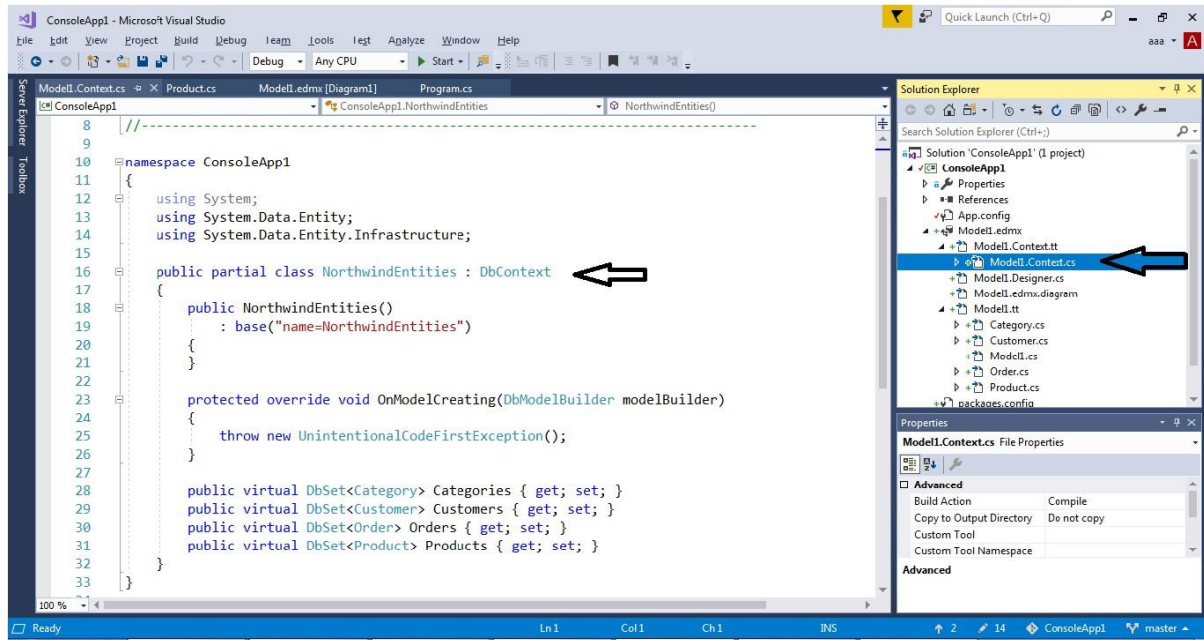 ConsoleApp1 - Microsoft Visual Studio
Quick Launch (Ctrl+Q)
File Edit View Project Build Debug Team Tools Test Analyze Window Help
aaa A
Debug Any CPU Start
Server Explorer
Toolbox
Model1.Context.cs Product.cs Model1.edmx [Diagram1] Program.cs
ConsoleApp1 ConsoleApp1.NorthwindEntities NorthwindEntities()
8 //------------------------------------------------------------------------------
9
10 namespace ConsoleApp1
11 {
12 using System;
13 using System.Data.Entity;
14 using System.Data.Entity.Infrastructure;
15
16 public partial class NorthwindEntities : DbContext
17 {
18 public NorthwindEntities()
19 : base("name=NorthwindEntities")
20 {
21 }
22
23 protected override void OnModelCreating(DbModelBuilder modelBuilder)
24 {
25 throw new UnintentionalCodeFirstException();
26 }
27
28 public virtual DbSet<Category> Categories { get; set; }
29 public virtual DbSet<Customer> Customers { get; set; }
30 public virtual DbSet<Order> Orders { get; set; }
31 public virtual DbSet<Product> Products { get; set; }
32 }
33 }
100 %
Solution Explorer
Search Solution Explorer (Ctrl+;)
Solution 'ConsoleApp1' (1 project)
ConsoleApp1
Properties
References
App.config
Model1.edmx
Model1.Context.tt
Model1.Context.cs
Model1.Designer.cs
Model1.edmx.diagram
Model1.tt
Category.cs
Customer.cs
Model1.cs
Order.cs
Product.cs
packages.config
Properties
Model1.Context.cs File Properties
Advanced
Build Action Compile
Copy to Output Directory Do not copy
Custom Tool
Custom Tool Namespace
Advanced
Ready Ln 1 Col 1 Ch 1 INS 2 14 ConsoleApp1 master